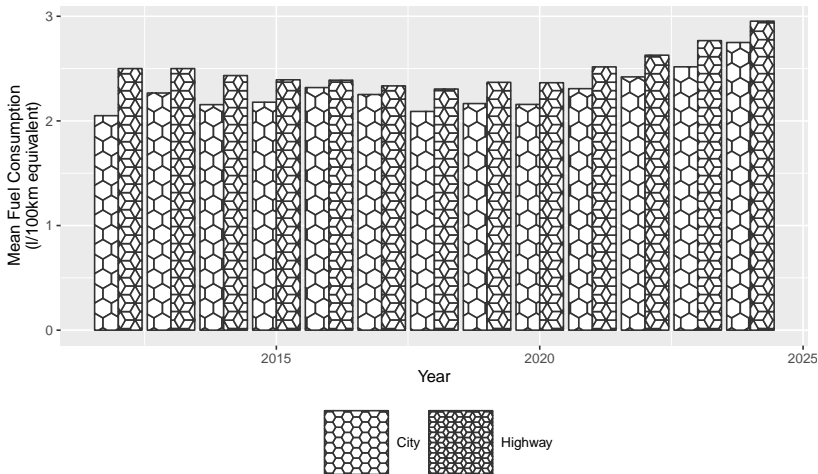 Mean Fuel Consumption
(l/100km equivalent)
3
2
1
0
2015
2020
2025
Year
City
Highway